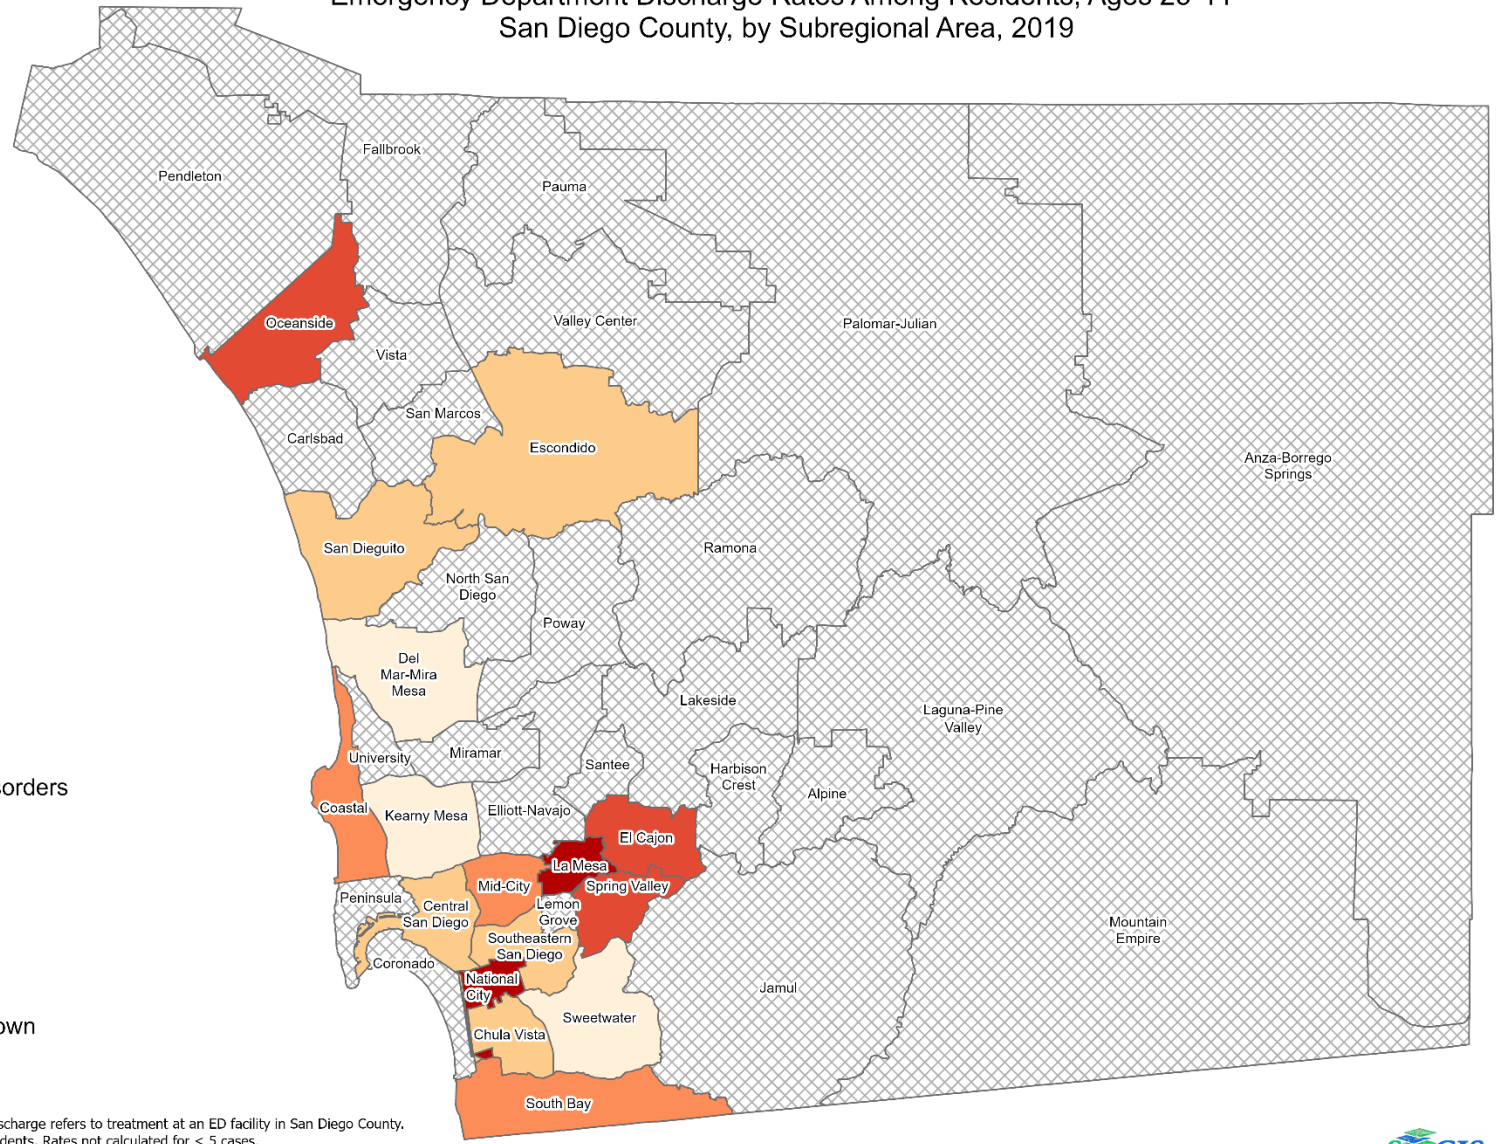 San Diego County, by Subregional Area, 2019
Fallbrook
Pendleton
Pauma
Oceanside
Valley Center
Palomar-Julian
Vista
San Marcos
Carlsbad
Escondido
Anza-Borrego
Springs
San Dieguito
Ramona
North San
Diego
Poway
Del
Mar-Mira
Mesa
Lakeside
Laguna-Pine
Valley
University
Miramar
Santee
Harbison
Crest
Alpine
orders
Coastal
Kearny Mesa
Elliott-Navajo
El Cajon
La Mesa
Mid-City
Spring Valley
Peninsula
Central
San Diego
Lemon
Grove
Southeastern
San Diego
Mountain
Empire
Coronado
National
City
Jamul
Sweetwater
own
Chula Vista
South Bay
scharge refers to treatment at an ED facility in San Diego County.
dents. Rates not calculated for < 5 cases.